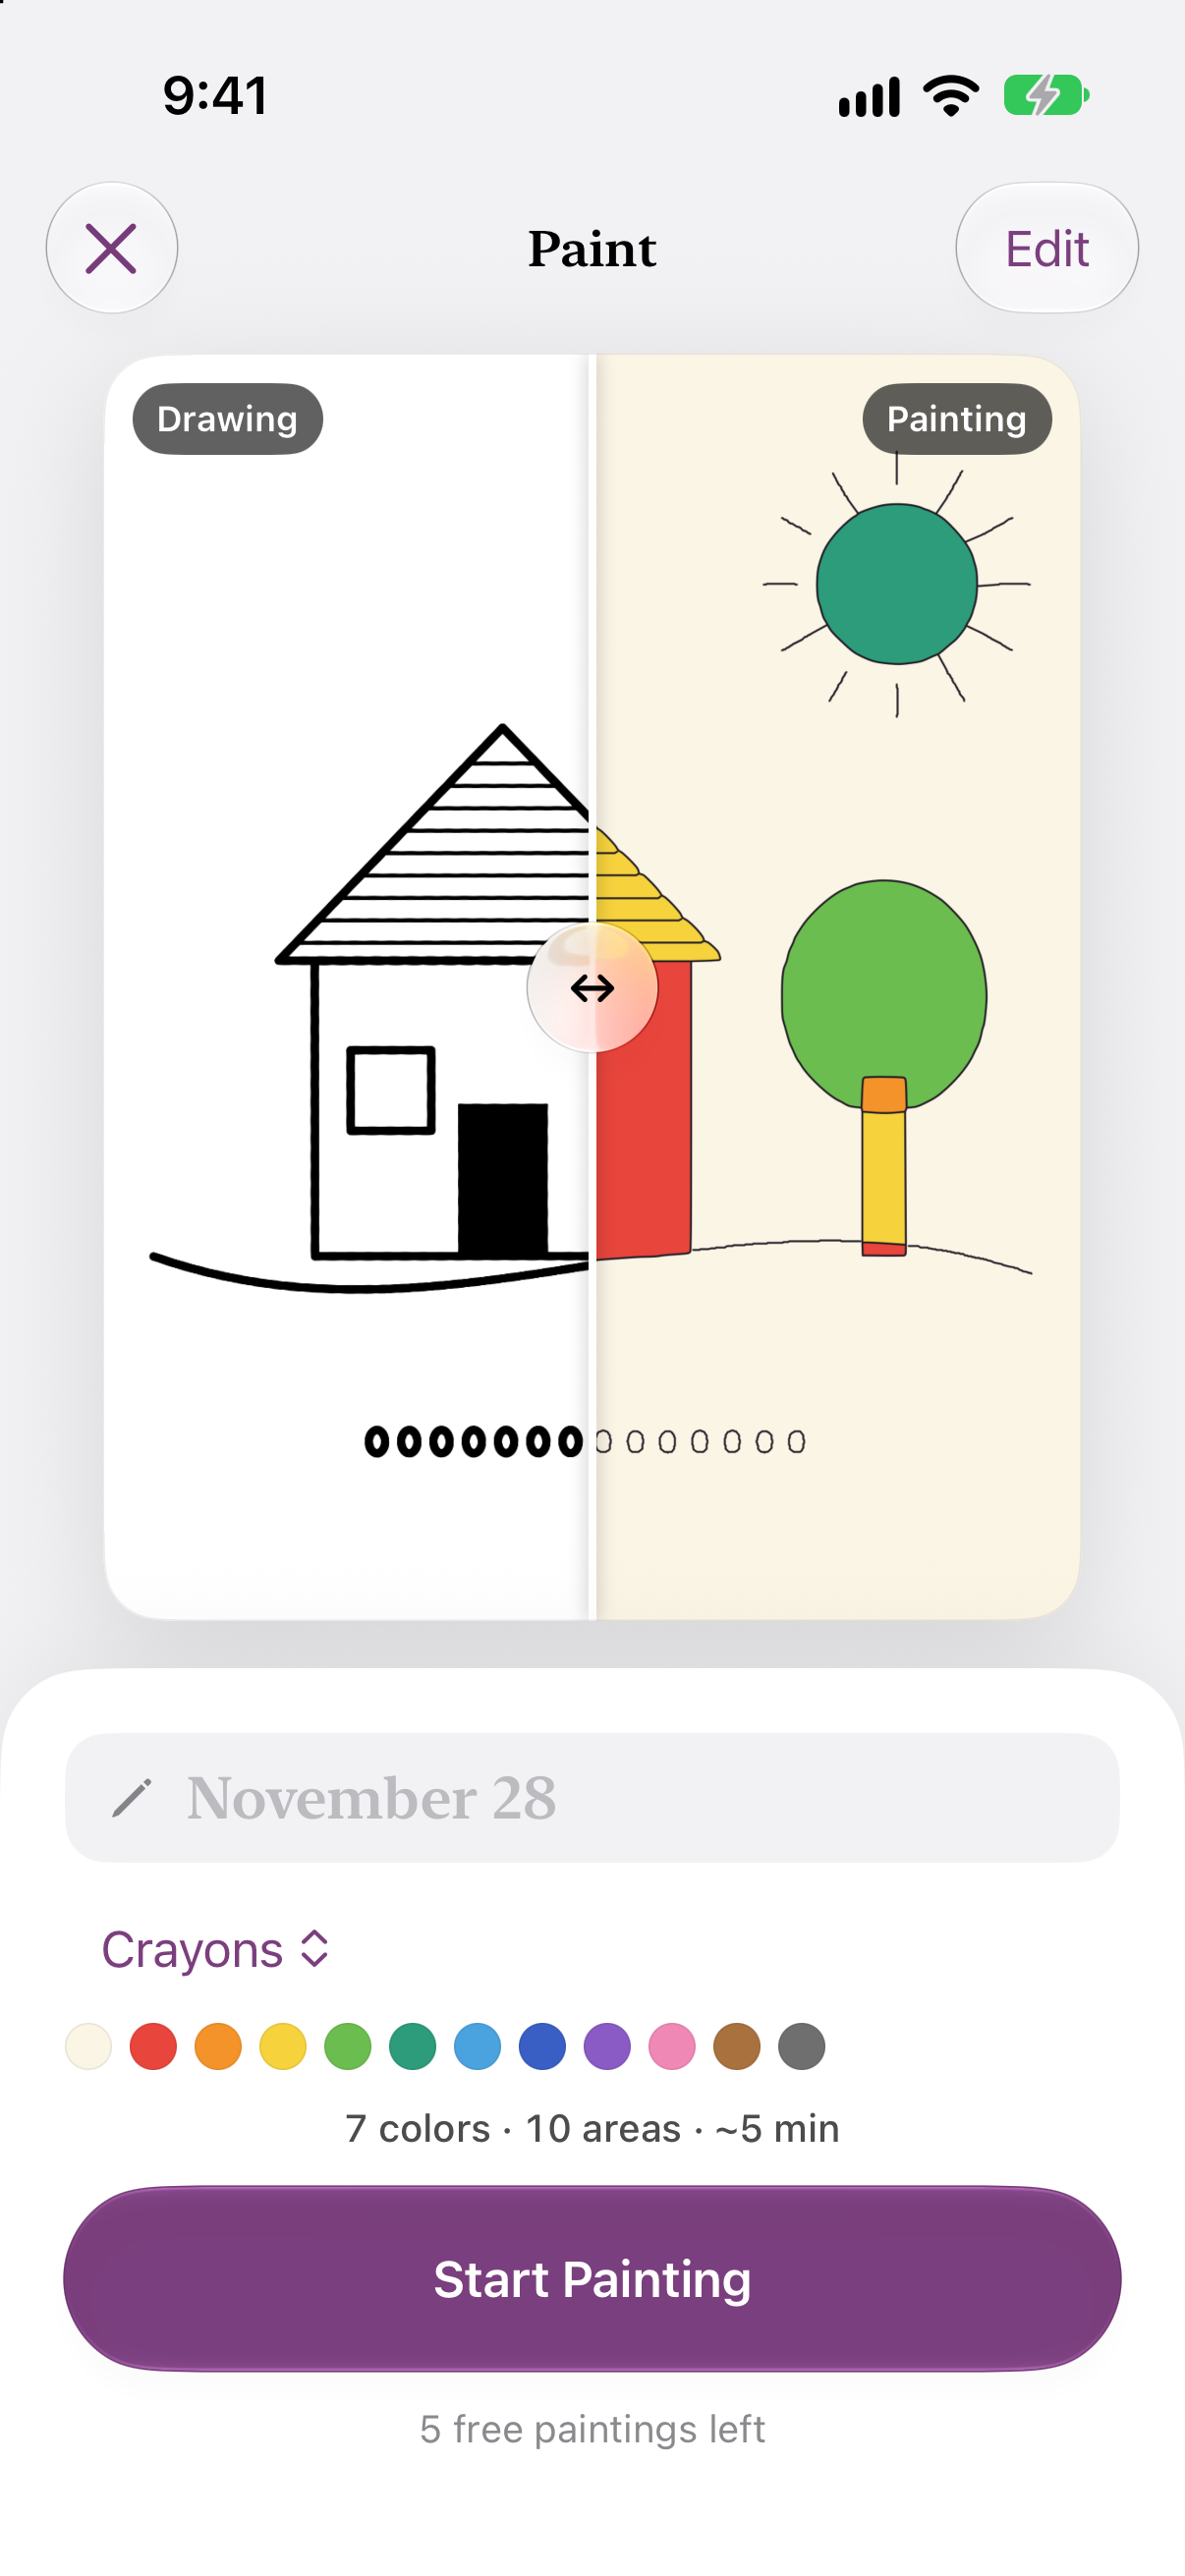 9:41
Paint
Edit
Drawing
Painting
November 28
Crayons
7 colors · 10 areas · ~5 min
Start Painting
5 free paintings left